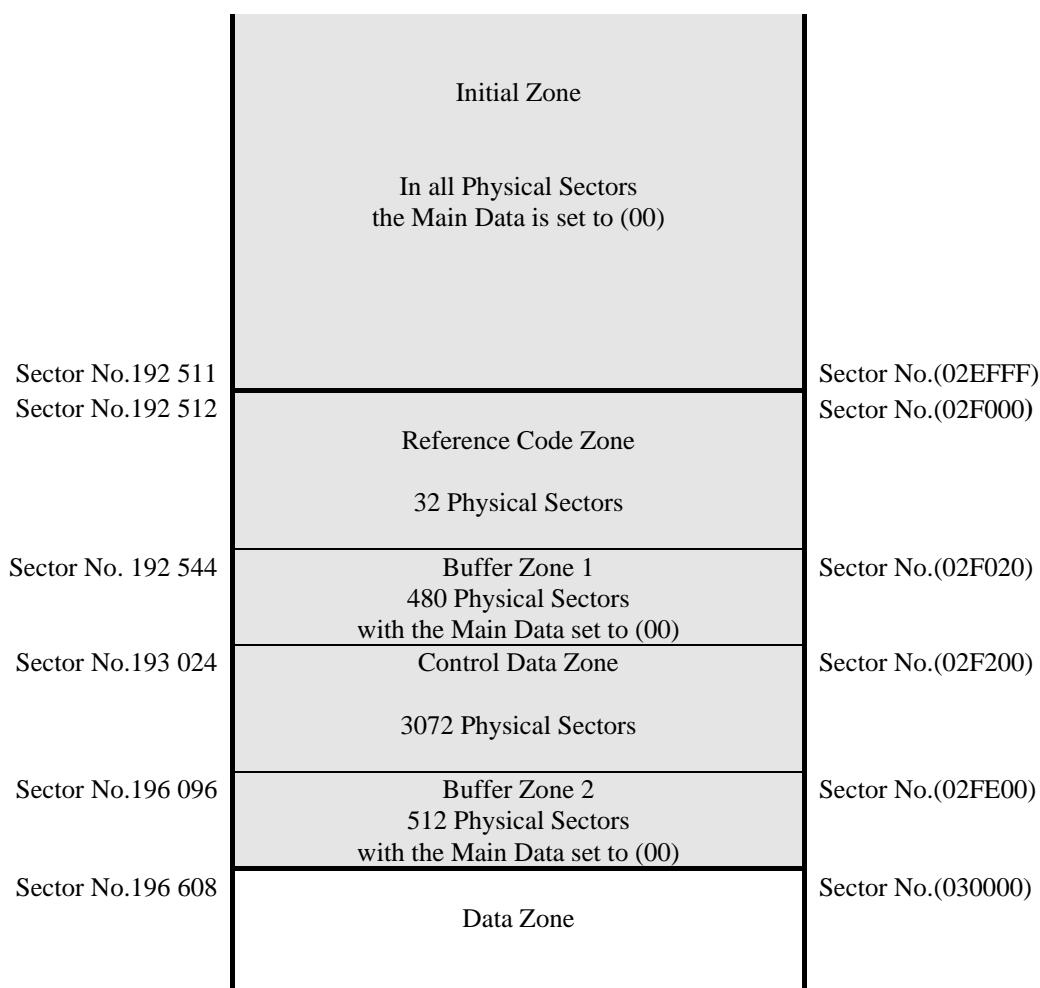 Initial Zone
In all Physical Sectors
the Main Data is set to (00)
Sector No.192 511
Sector No.(02EFFF)
Sector No.192 512
Sector No.(02F000)
Reference Code Zone
32 Physical Sectors
Sector No. 192 544
Buffer Zone 1
Sector No.(02F020)
480 Physical Sectors
with the Main Data set to (00)
Sector No.193 024
Control Data Zone
Sector No.(02F200)
3072 Physical Sectors
Sector No.196 096
Buffer Zone 2
Sector No.(02FE00)
512 Physical Sectors
with the Main Data set to (00)
Sector No.196 608
Sector No.(030000)
Data Zone